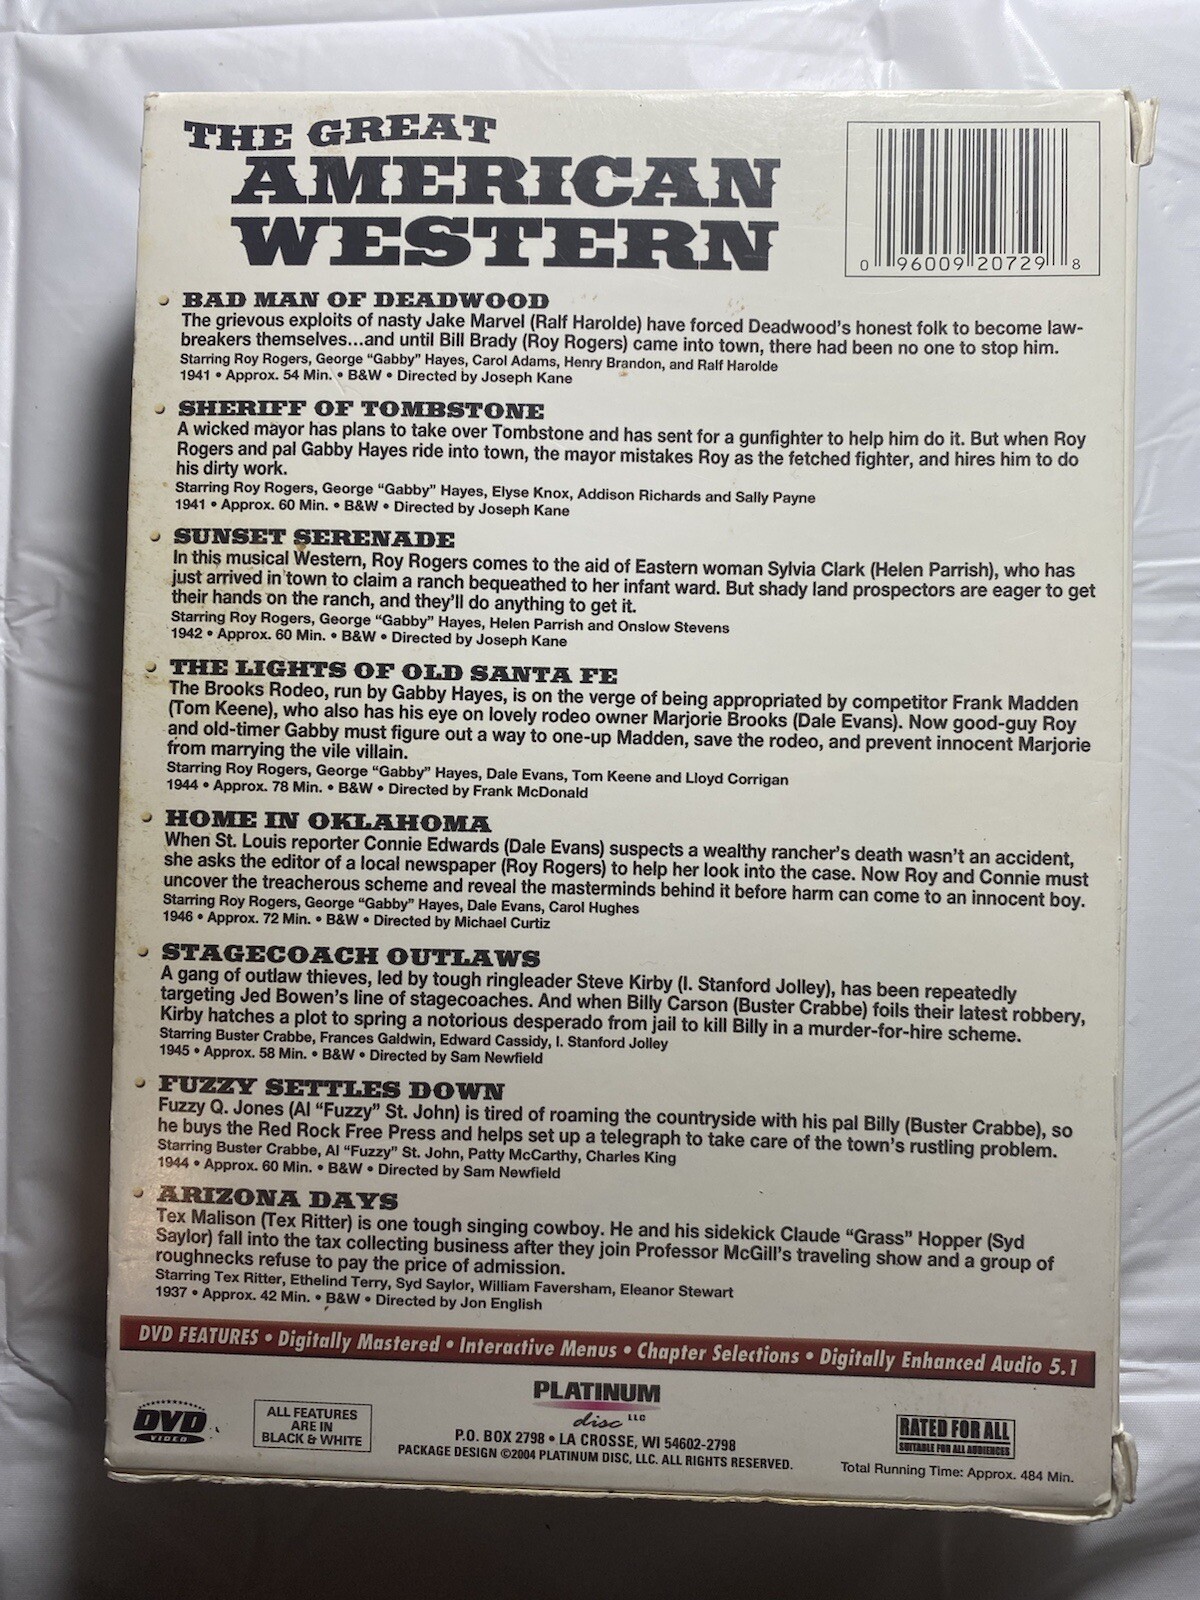 THE GREAT
AMERICAN
WESTERN
0 96009 20729 8
BAD MAN OF DEADWOOD
The grievous exploits of nasty Jake Marvel (Ralf Harolde) have forced Deadwood's honest folk to become law-
breakers themselves...and until Bill Brady (Roy Rogers) came into town, there had been no one to stop him.
Starring Roy Rogers, George “Gabby” Hayes, Carol Adams, Henry Brandon, and Ralf Harolde
1941 • Approx. 54 Min. • B&W • Directed by Joseph Kane
SHERIFF OF TOMBSTONE
A wicked mayor has plans to take over Tombstone and has sent for a gunfighter to help him do it. But when Roy
Rogers and pal Gabby Hayes ride into town, the mayor mistakes Roy as the fetched fighter, and hires him to do
his dirty work.
Starring Roy Rogers, George “Gabby” Hayes, Elyse Knox, Addison Richards and Sally Payne
1941 • Approx. 60 Min. • B&W • Directed by Joseph Kane
SUNSET SERENADE
In this musical Western, Roy Rogers comes to the aid of Eastern woman Sylvia Clark (Helen Parrish), who has
just arrived in town to claim a ranch bequeathed to her infant ward. But shady land prospectors are eager to get
their hands on the ranch, and they'll do anything to get it.
Starring Roy Rogers, George “Gabby” Hayes, Helen Parrish and Onslow Stevens
1942 • Approx. 60 Min. • B&W • Directed by Joseph Kane
THE LIGHTS OF OLD SANTA FE
The Brooks Rodeo, run by Gabby Hayes, is on the verge of being appropriated by competitor Frank Madden
(Tom Keene), who also has his eye on lovely rodeo owner Marjorie Brooks (Dale Evans). Now good-guy Roy
and old-timer Gabby must figure out a way to one-up Madden, save the rodeo, and prevent innocent Marjorie
from marrying the vile villain.
Starring Roy Rogers, George “Gabby” Hayes, Dale Evans, Tom Keene and Lloyd Corrigan
1944 • Approx. 78 Min. • B&W • Directed by Frank McDonald
HOME IN OKLAHOMA
When St. Louis reporter Connie Edwards (Dale Evans) suspects a wealthy rancher's death wasn't an accident,
she asks the editor of a local newspaper (Roy Rogers) to help her look into the case. Now Roy and Connie must
uncover the treacherous scheme and reveal the masterminds behind it before harm can come to an innocent boy.
Starring Roy Rogers, George “Gabby” Hayes, Dale Evans, Carol Hughes
1946 • Approx. 72 Min. • B&W • Directed by Michael Curtiz
STAGECOACH OUTLAWS
A gang of outlaw thieves, led by tough ringleader Steve Kirby (I. Stanford Jolley), has been repeatedly
targeting Jed Bowen's line of stagecoaches. And when Billy Carson (Buster Crabbe) foils their latest robbery,
Kirby hatches a plot to spring a notorious desperado from jail to kill Billy in a murder-for-hire scheme.
Starring Buster Crabbe, Frances Galdwin, Edward Cassidy, I. Stanford Jolley
1945 • Approx. 58 Min. • B&W • Directed by Sam Newfield
FUZZY SETTLES DOWN
Fuzzy Q. Jones (Al “Fuzzy” St. John) is tired of roaming the countryside with his pal Billy (Buster Crabbe), so
he buys the Red Rock Free Press and helps set up a telegraph to take care of the town's rustling problem.
Starring Buster Crabbe, Al “Fuzzy” St. John, Patty McCarthy, Charles King
1944 • Approx. 60 Min. • B&W • Directed by Sam Newfield
ARIZONA DAYS
Tex Malison (Tex Ritter) is one tough singing cowboy. He and his sidekick Claude “Grass” Hopper (Syd
Saylor) fall into the tax collecting business after they join Professor McGill's traveling show and a group of
roughnecks refuse to pay the price of admission.
Starring Tex Ritter, Ethelind Terry, Syd Saylor, William Faversham, Eleanor Stewart
1937 • Approx. 42 Min. • B&W • Directed by Jon English
DVD FEATURES • Digitally Mastered • Interactive Menus • Chapter Selections • Digitally Enhanced Audio 5.1
DVD
VIDEO
ALL FEATURES
ARE IN
BLACK & WHITE
PLATINUM
disc LLC
P.O. BOX 2798 • LA CROSSE, WI 54602-2798
PACKAGE DESIGN ©2004 PLATINUM DISC, LLC. ALL RIGHTS RESERVED.
RATED FOR ALL
SUITABLE FOR ALL AUDIENCES
Total Running Time: Approx. 484 Min.